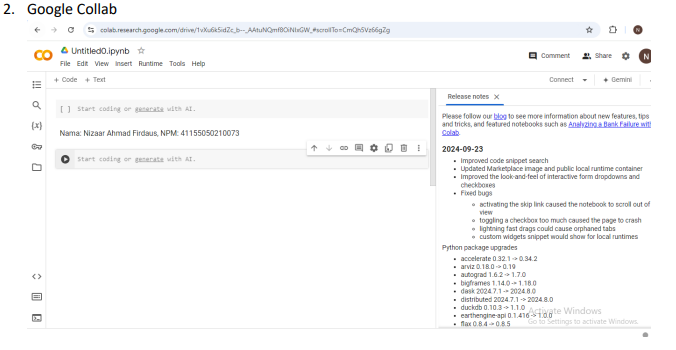 2. Google Collab
colab.research.google.com/drive/1vXu6k5idZc_b--_AAtuNQmf8OiNIxGW_#scrollTo=CmQhSVz66gZg
N
Untitled0.ipynb
File Edit View Insert Runtime Tools Help
Comment Share N
+ Code + Text
Connect Gemini
[ ] Start coding or generate with AI.
Nama: Nizaar Ahmad Firdaus, NPM: 41155050210073
Start coding or generate with AI.
{x}
Release notes X
Please follow our blog to see more information about new features, tips
and tricks, and featured notebooks such as Analyzing a Bank Failure with
Colab.
2024-09-23
• Improved code snippet search
• Updated Marketplace image and public local runtime container
• Improved the look-and-feel of interactive form dropdowns and
checkboxes
• Fixed bugs
activating the skip link caused the notebook to scroll out of
view
toggling a checkbox too much caused the page to crash
lightning fast drags could cause orphaned tabs
custom widgets snippet would show for local runtimes
Python package upgrades
• accelerate 0.32.1 -> 0.34.2
• arviz 0.18.0 -> 0.19
• autograd 1.6.2 -> 1.7.0
• bigframes 1.14.0 -> 1.18.0
• dask 2024.7.1 -> 2024.8.0
• distributed 2024.7.1 -> 2024.8.0
• duckdb 0.10.3 -> 1.1.0
• earthengine-api 0.1.416 -> 1.0.0
• flax 0.8.4 -> 0.8.5
Activate Windows
Go to Settings to activate Windows.